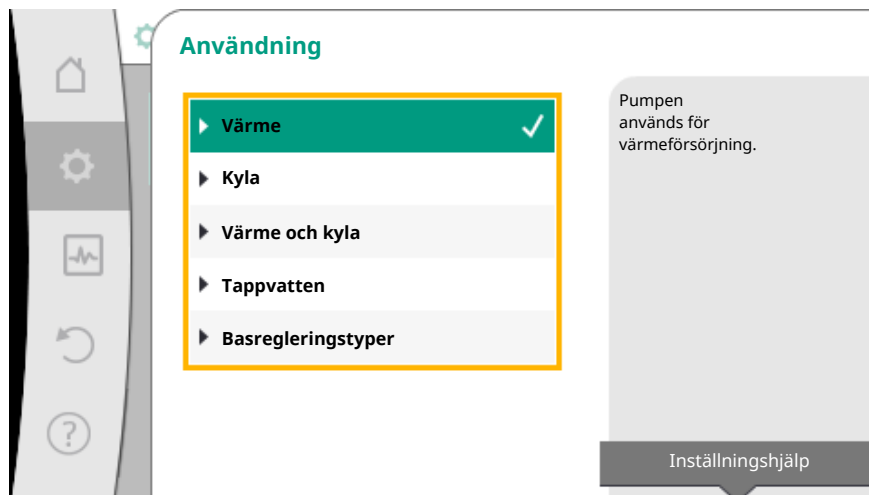 Användning
Värme
Kyla
Värme och kyla
Tappvatten
Basregleringstyper
Pumpen
används för
värmeförsörjning.
Inställningshjälp